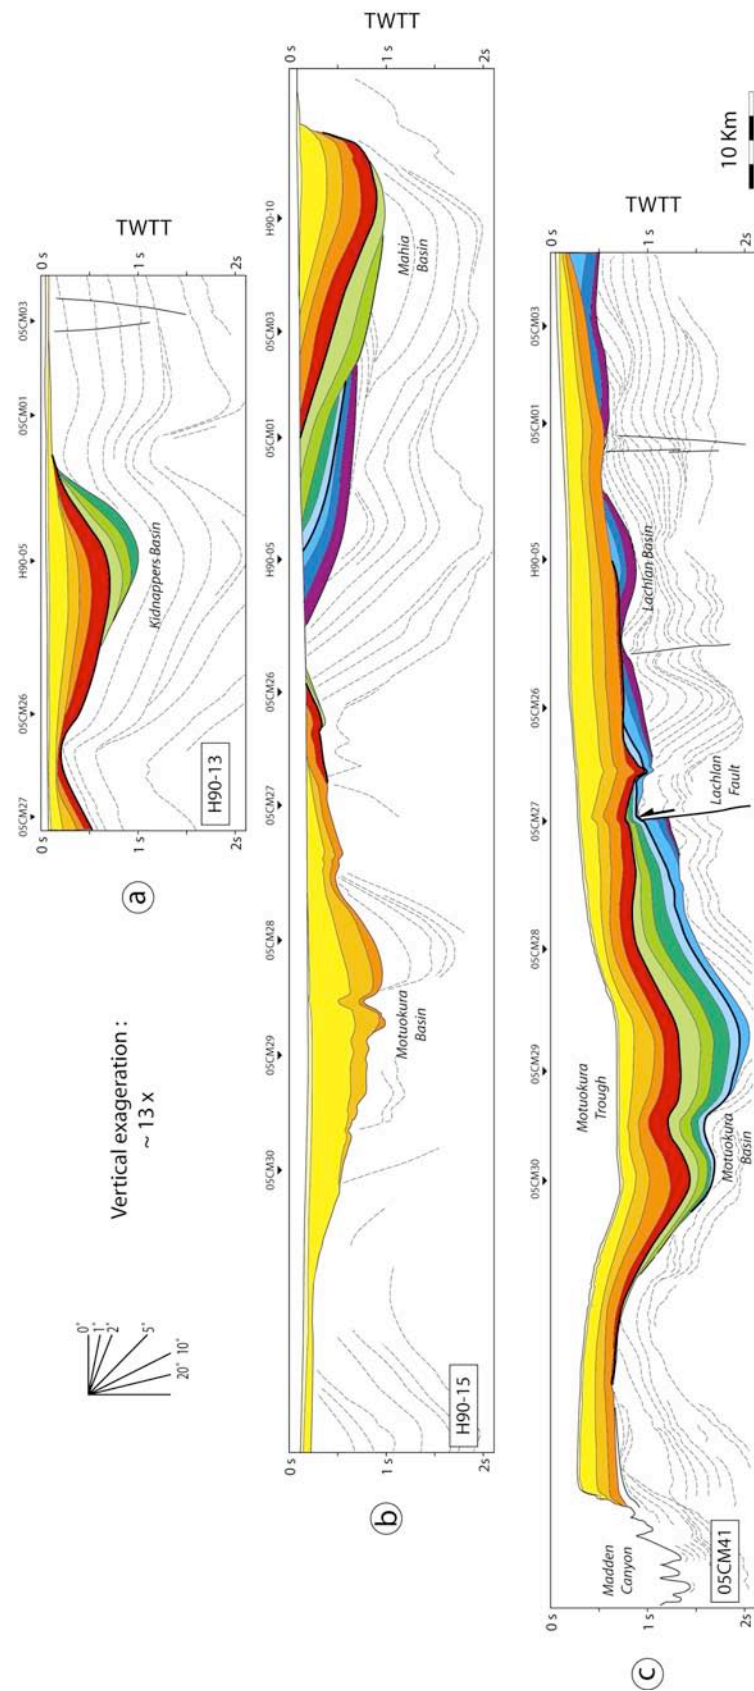 0°
1°
2°
5°
10°
20°
Vertical exageration :
~ 13 x
a
05CM27
05CM26
H90-05
05CM01
05CM03
0 s
1 s
2s
0 s
1 s
2s
TWTT
Kidnappers Basin
H90-13
b
05CM30
05CM29
05CM28
05CM27
05CM26
H90-05
05CM01
05CM03
H90-10
0 s
1 s
2s
0 s
1 s
2s
TWTT
Motuokura
Basin
Mahia
Basin
H90-15
c
05CM30
05CM29
05CM28
05CM27
05CM26
H90-05
05CM01
05CM03
0 s
1 s
2s
0 s
1 s
2s
TWTT
Madden
Canyon
Motuokura
Trough
Motuokura
Basin
Lachlan
Fault
Lachlan Basin
05CM41
10 Km